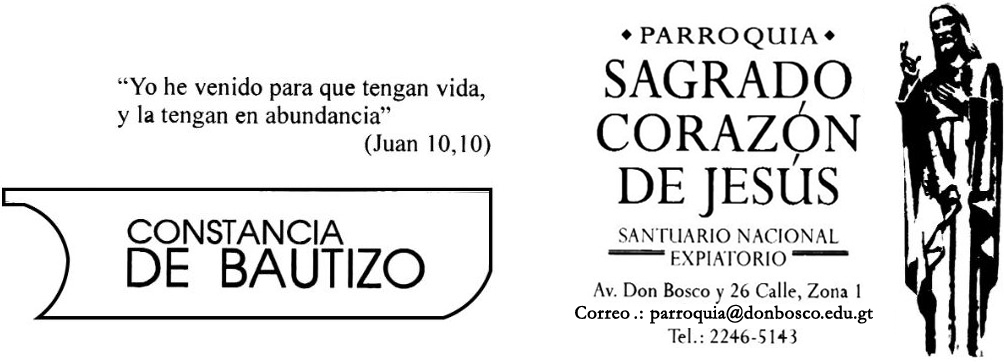 “Yo he venido para que tengan vida,
y la tengan en abundancia”
(Juan 10,10)
CONSTANCIA
DE BAUTIZO
PARROQUIA
SAGRADO
CORAZÓN
DE JESÚS
SANTUARIO NACIONAL
EXPIATORIO
Av. Don Bosco y 26 Calle, Zona 1
Correo .: parroquia@donbosco.edu.gt
Tel.: 2246-5143